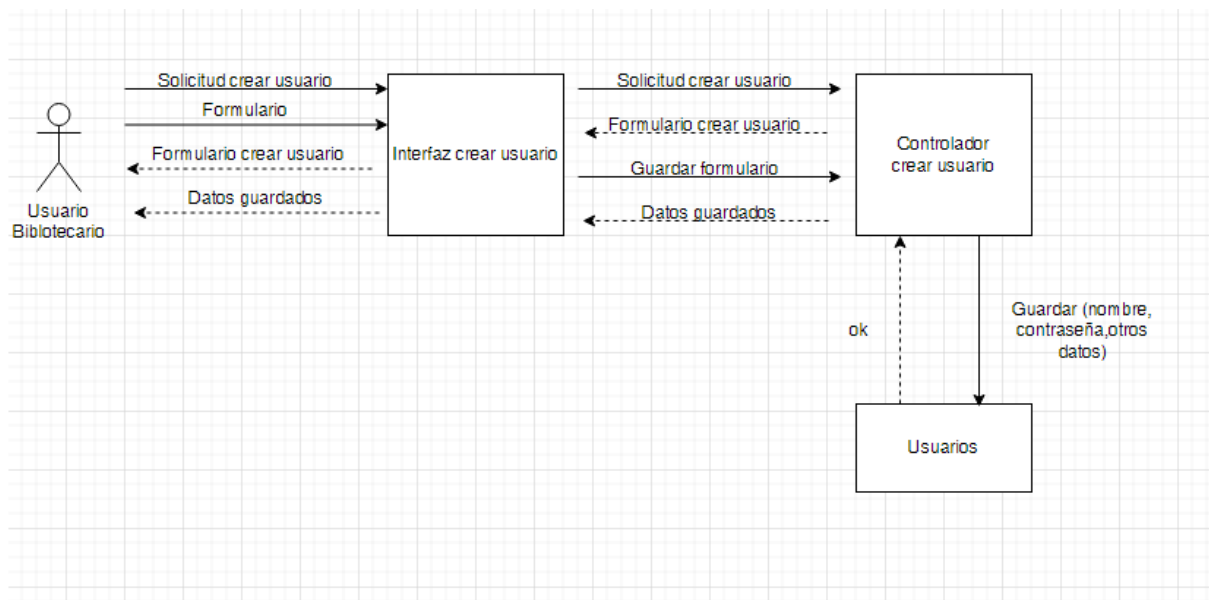 Solicitud crear usuario
Formulario
Formulario crear usuario
Datos guardados
Usuario
Biblotecario
Interfaz crear usuario
Solicitud crear usuario
Formulario crear usuario
Guardar formulario
Datos guardados
Controlador
crear usuario
ok
Guardar (nombre,
contraseña,otros
datos)
Usuarios